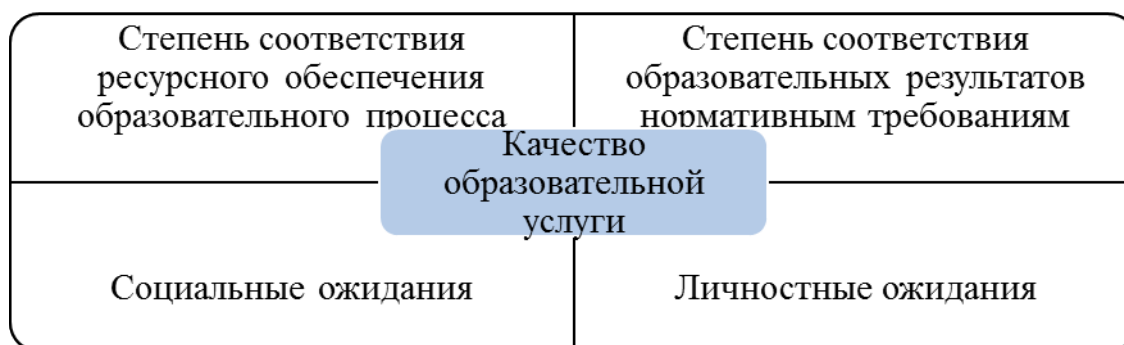 Степень соответствия
ресурсного обеспечения
образовательного процесса
Степень соответствия
образовательных результатов
нормативным требованиям
Качество
образовательной
услуги
Социальные ожидания
Личностные ожидания